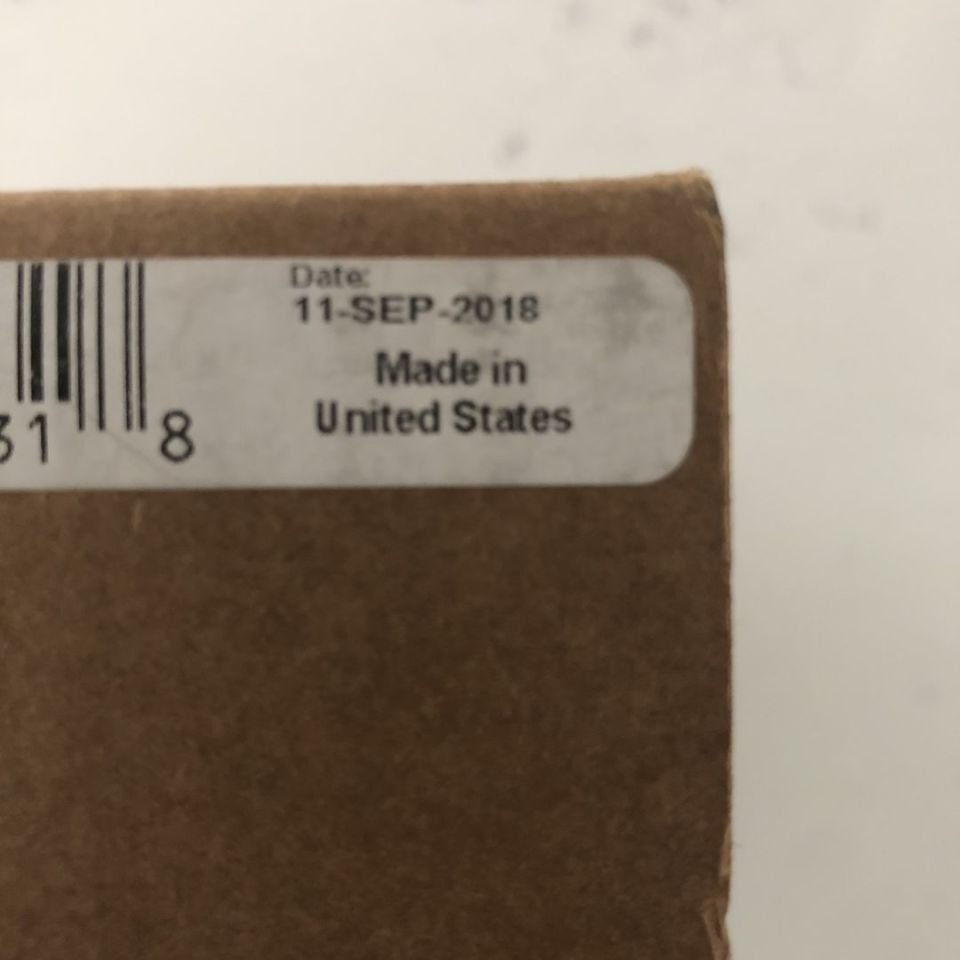 Date:
11-SEP-2018
Made in
United States
31 8